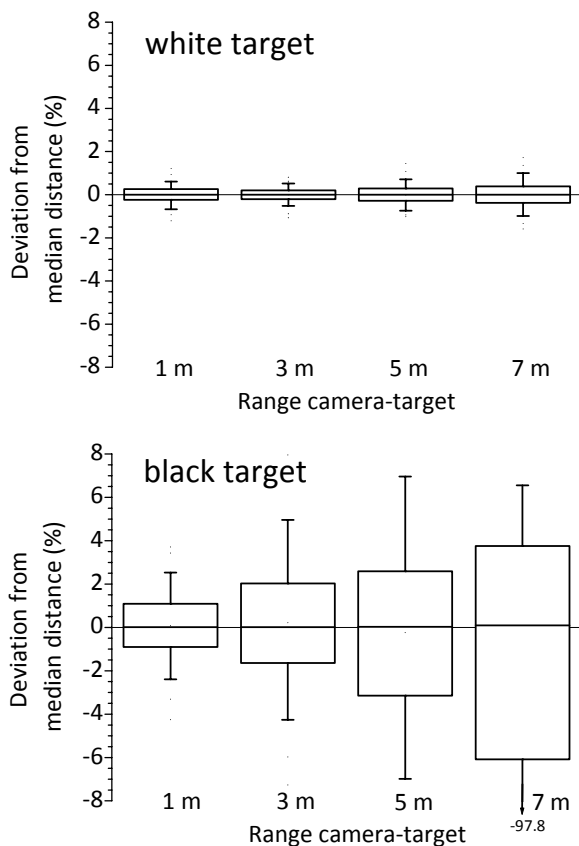 white target
Deviation from
median distance (%)
8
6
4
2
0
-2
-4
-6
-8
1 m 3 m 5 m 7 m
Range camera-target
black target
Deviation from
median distance (%)
8
6
4
2
0
-2
-4
-6
-8
1 m 3 m 5 m 7 m
-97.8
Range camera-target